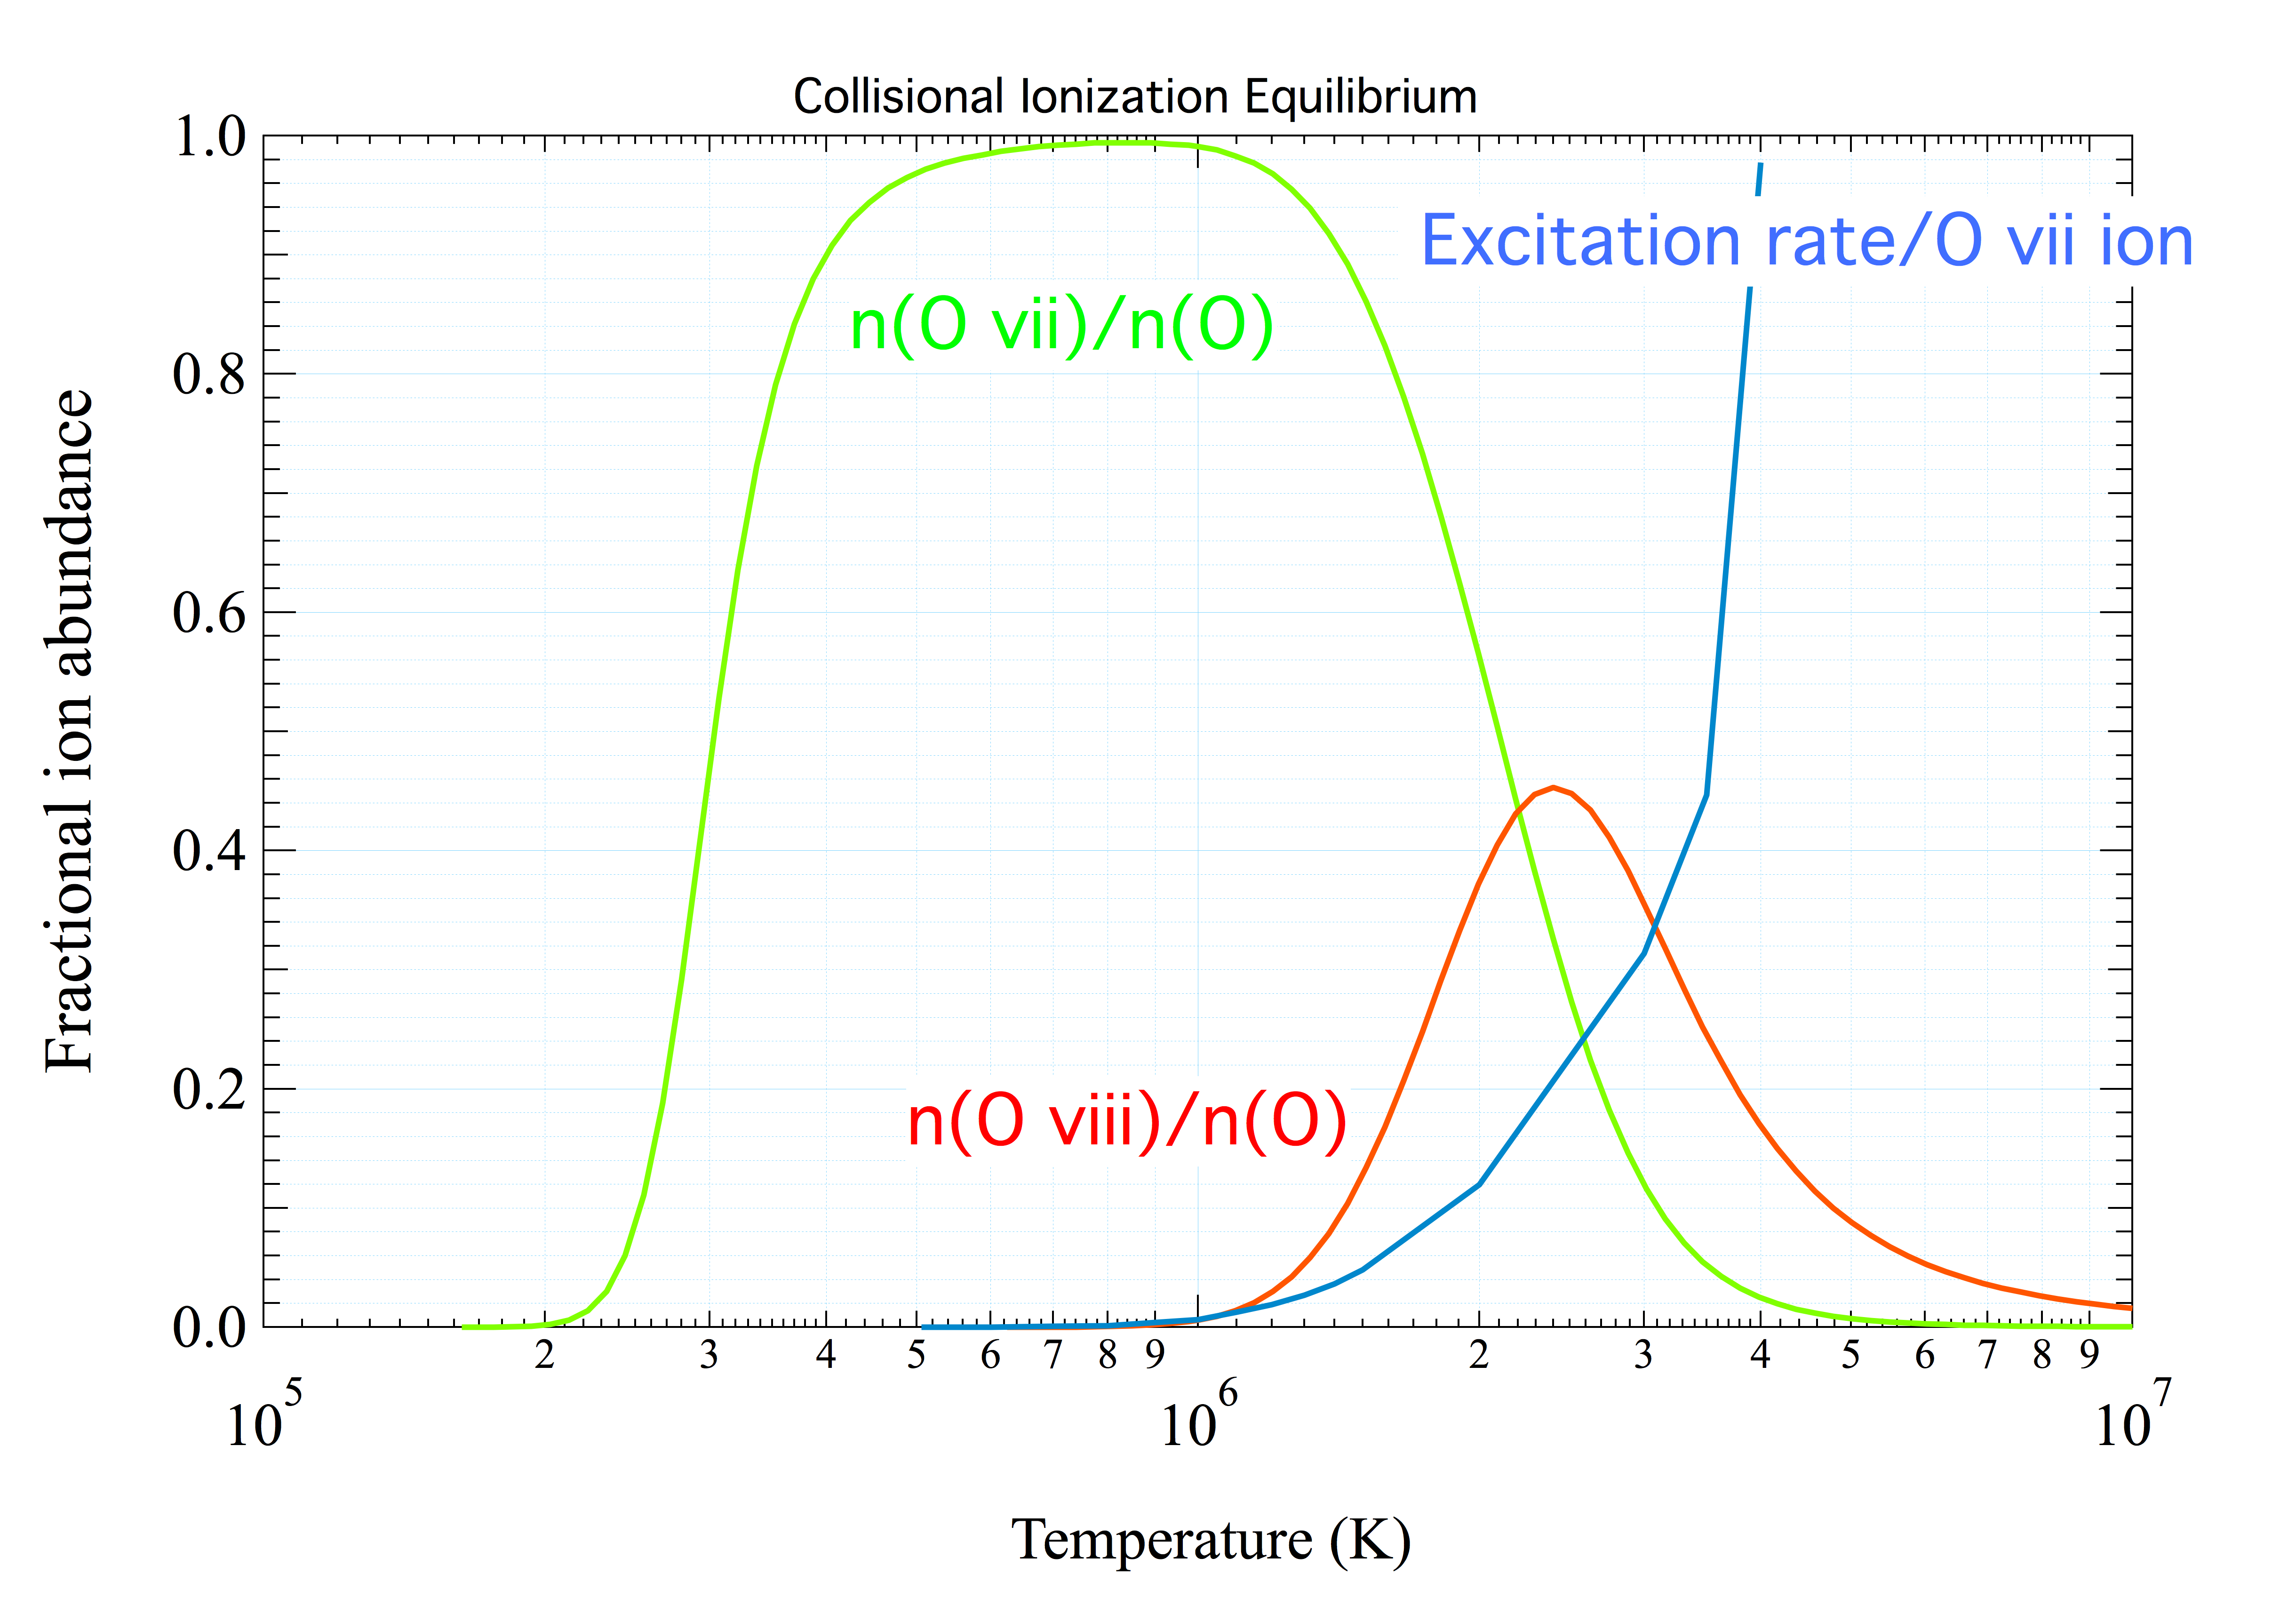 Collisional Ionization Equilibrium
1.0
0.8
0.6
0.4
0.2
0.0
Fractional ion abundance
Excitation rate/O vii ion
n(O vii)/n(O)
n(O viii)/n(O)
2 3 4 5 6 7 8 9 2 3 4 5 6 7 8 9
10^5 10^6 10^7
Temperature (K)